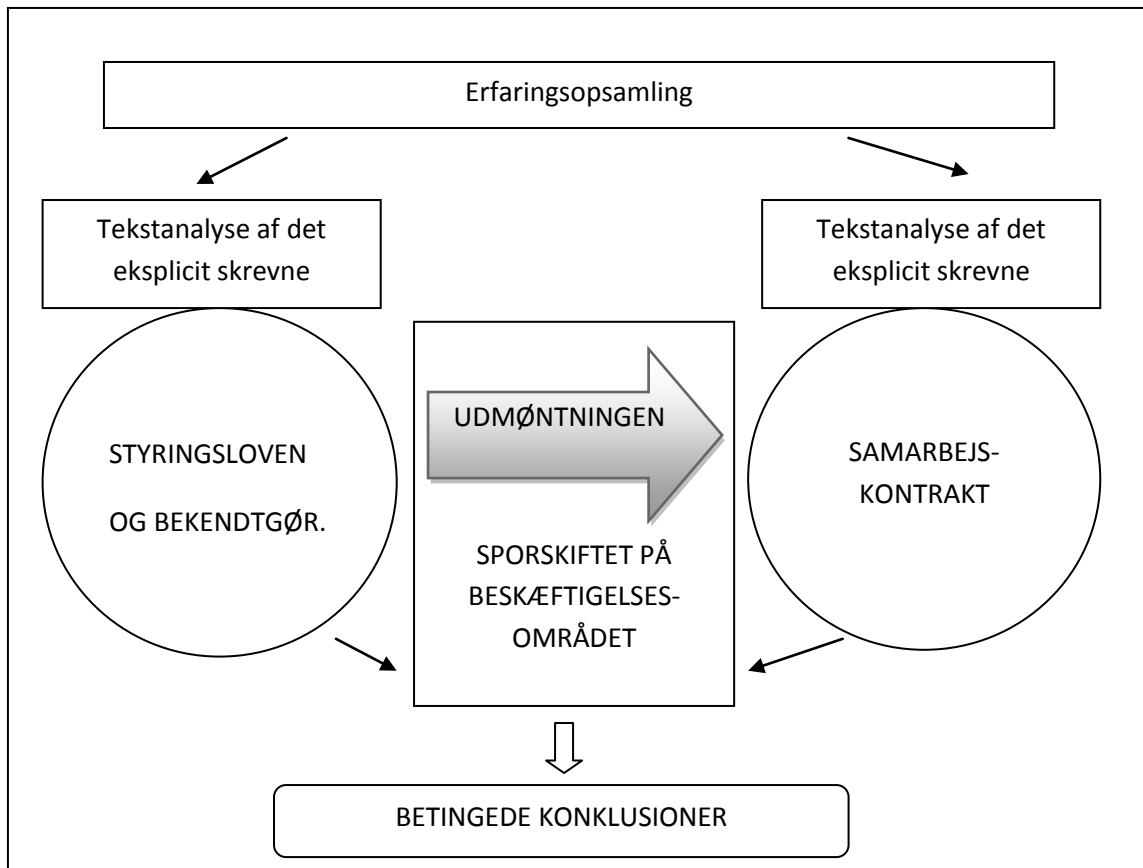 Erfaringsopsamling
Tekstanalyse af det
eksplicit skrevne
Tekstanalyse af det
eksplicit skrevne
STYRINGSLOVEN
OG BEKENDTGØR.
UDMØNTNINGEN
SPORSKIFTET PÅ
BESKÆFTIGELSES-
OMRÅDET
SAMARBEJS-
KONTRAKT
BETINGEDE KONKLUSIONER